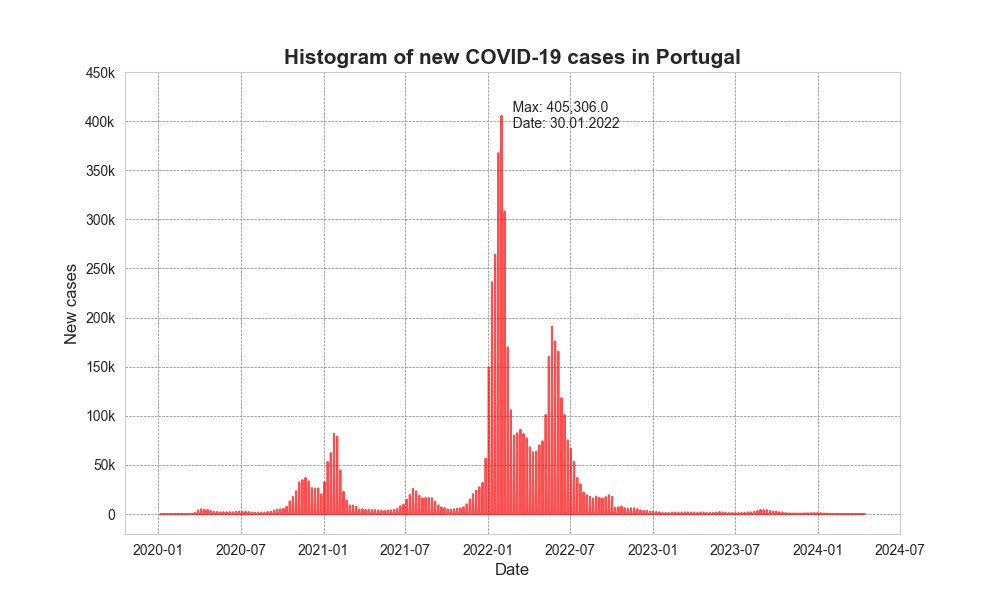 Histogram of new COVID-19 cases in Portugal
450k
400k
350k
300k
250k
200k
150k
100k
50k
0
New cases
Max: 405,306.0
Date: 30.01.2022
2020-01
2020-07
2021-01
2021-07
2022-01
2022-07
2023-01
2023-07
2024-01
2024-07
Date